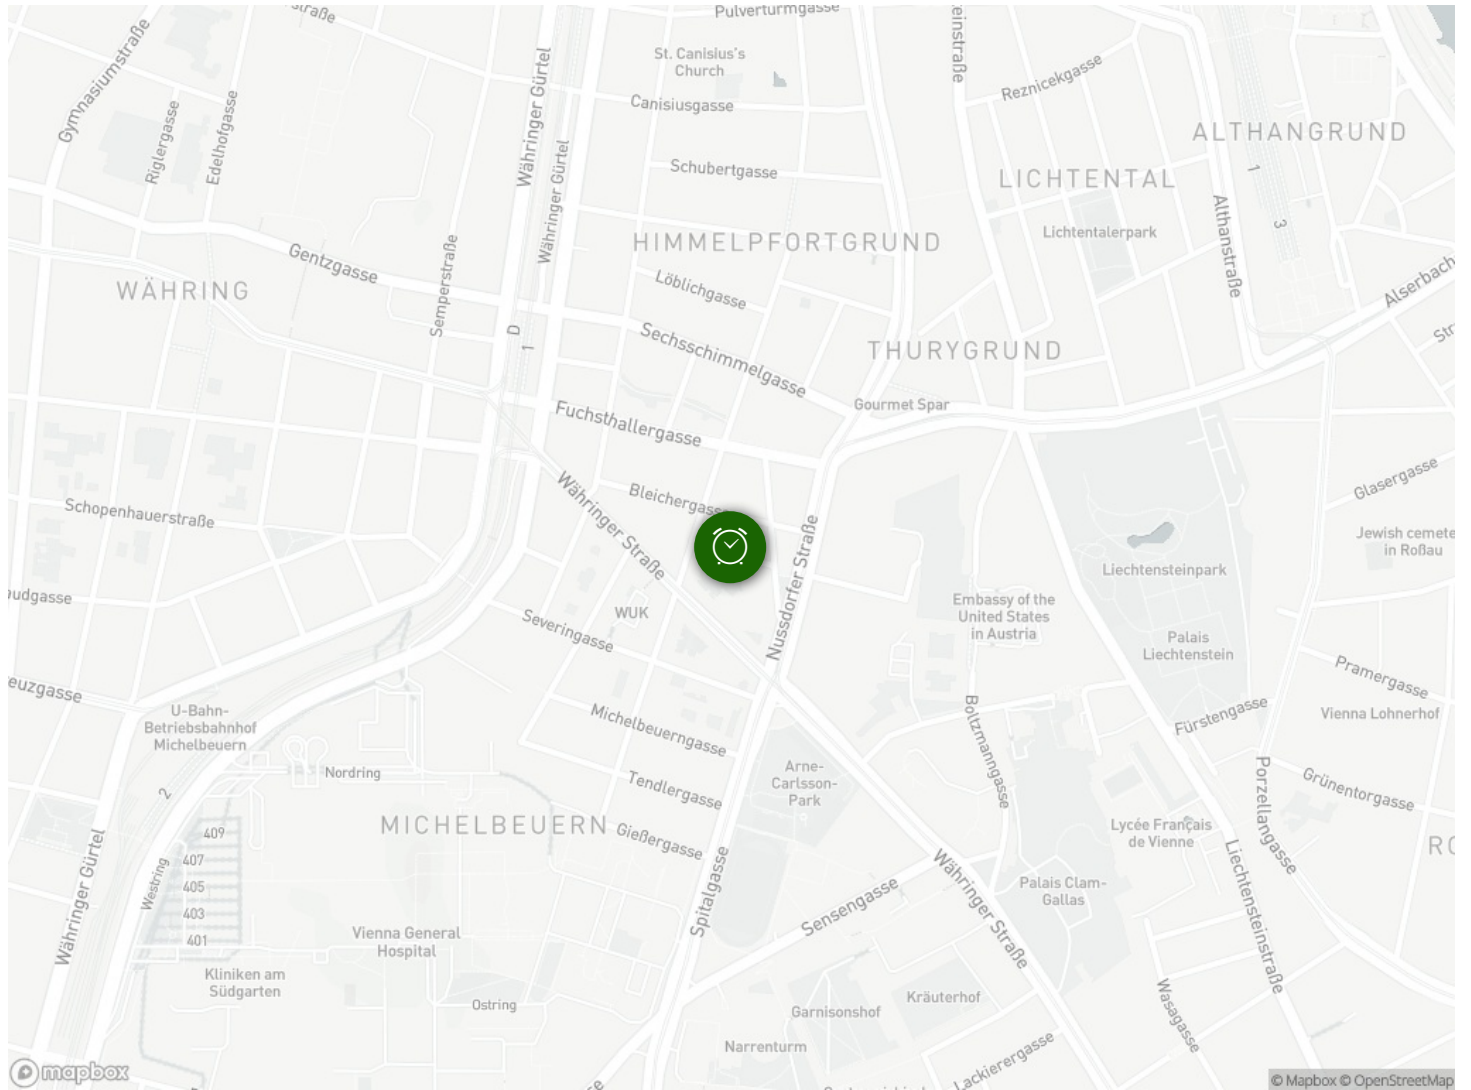 Pulverturmgasse
St. Canisius's
Church
Canisiusgasse
Reznicekgasse
Gymnasiumstraße
Riglergasse
Edelhofgasse
Währinger Gürtel
Währinger Gürtel
ALTHANGRUND
1
3
Schubertgasse
LICHTENTAL
Lichtentalerpark
Althanstraße
HIMMELPFORTGRUND
Gentzgasse
Semperstraße
Löblichgasse
WÄHRING
D
1
Sechsschimmelgasse
THURYGRUND
Gourmet Spar
Fuchsthallergasse
Währinger Straße
Bleichergasse
Nussdorfer Straße
Schopenhauerstraße
Glasergasse
in Roßau
Liechtensteinpark
Embassy of the
United States
in Austria
Palais
Liechtenstein
WUK
Severingasse
Pramergasse
Vienna Lohnerhof
Fürstengasse
U-Bahn-
Betriebsbahnhof
Michelbeuern
Michelbeuerngasse
Boltzmanngasse
Nordring
2
Tendlergasse
Arne-
Carlsson-
Park
Porzellangasse
Grünentorgasse
MICHELBEUERN
Gießergasse
Lycée Français
de Vienne
Liechtensteinstraße
409
407
405
403
401
Westring
Währinger Gürtel
Spitalgasse
Sensengasse
Währinger Straße
Palais Clam-
Gallas
Vienna General
Hospital
Kliniken am
Südgarten
Ostring
Garnisonshof
Kräuterhof
Wasagasse
Narrenturm
Lackierergasse
mapbox
© Mapbox © OpenStreetMap